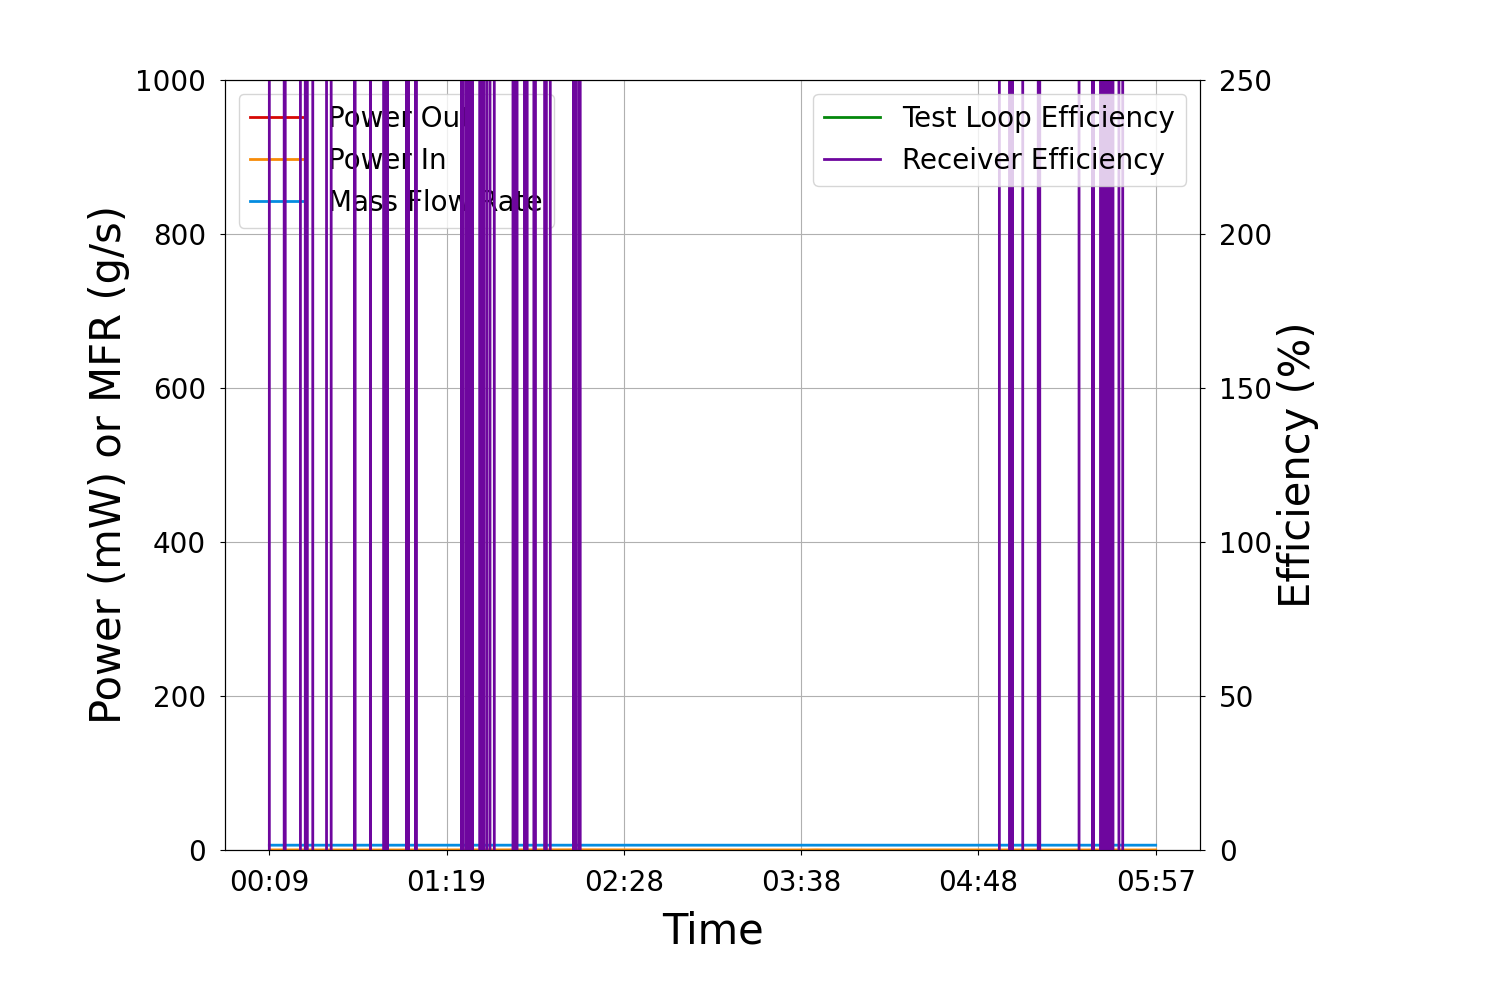 1000
800
600
400
200
0
Power (mW) or MFR (g/s)
Power Out
Power In
Mass Flow Rate
Test Loop Efficiency
Receiver Efficiency
250
200
150
100
50
0
Efficiency (%)
00:09 01:19 02:28 03:38 04:48 05:57
Time